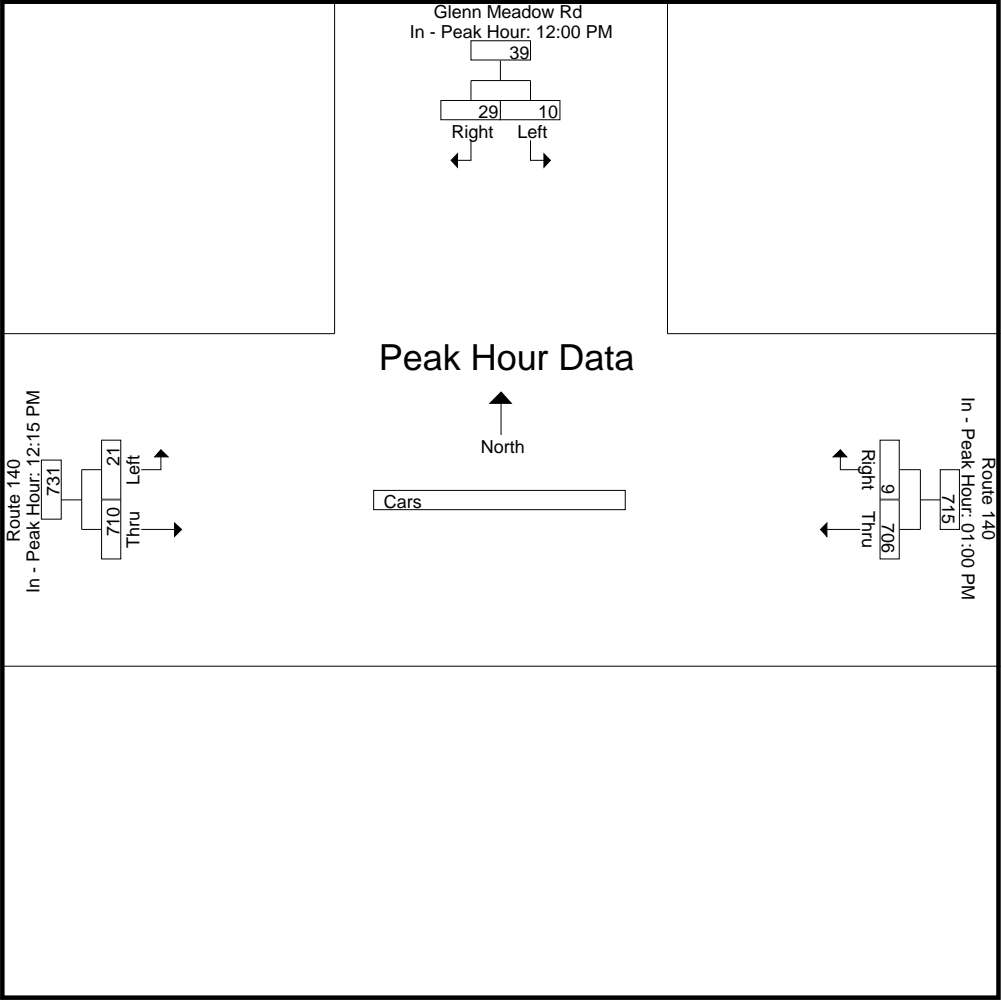 Glenn Meadow Rd
In - Peak Hour: 12:00 PM
39
29 10
Right Left
Peak Hour Data
North
Cars
Route 140
In - Peak Hour: 12:15 PM
731
21 710
Left Thru
Route 140
In - Peak Hour: 01:00 PM
715
9 706
Right Thru